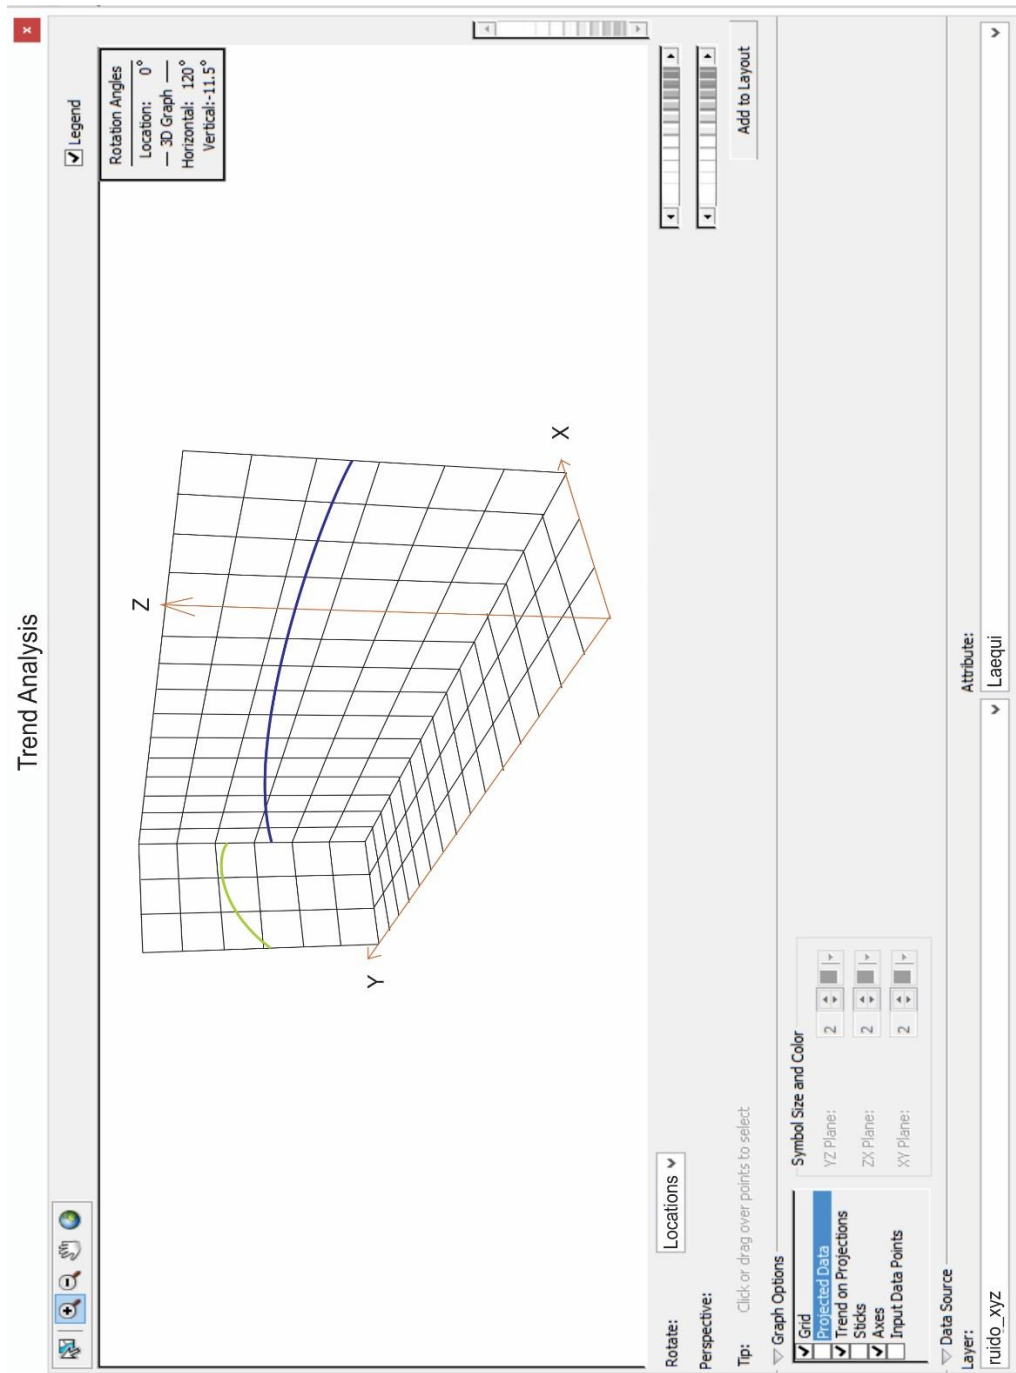 Trend Analysis
x
Legend
Rotation Angles
Location: 0°
3D Graph
Horizontal: 120°
Vertical:-11.5°
Z
Y
X
Rotate: Locations
Perspective:
Tip: Click or drag over points to select
Add to Layout
Graph Options
Grid
Projected Data
Trend on Projections
Sticks
Axes
Input Data Points
Symbol Size and Color
YZ Plane: 2
ZX Plane: 2
XY Plane: 2
Data Source
Layer: Attribute:
ruido_xyz Laequi